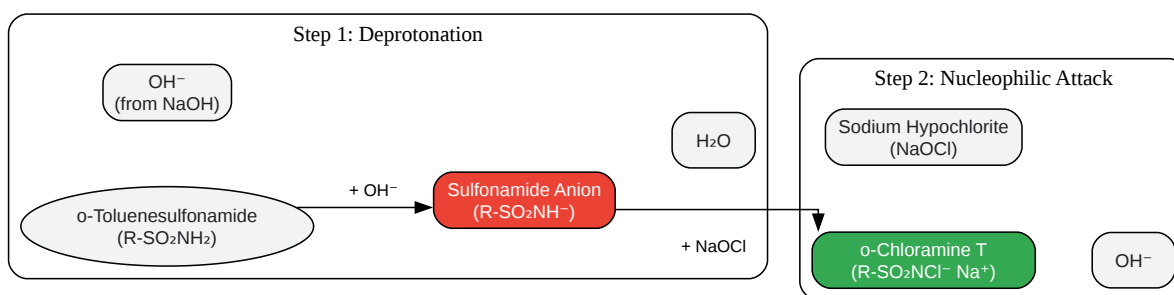 Step 1: Deprotonation
OH⁻
(from NaOH)
H₂O
o-Toluenesulfonamide
(R-SO₂NH₂)
+ OH⁻
Sulfonamide Anion
(R-SO₂NH⁻)
+ NaOCl
Step 2: Nucleophilic Attack
Sodium Hypochlorite
(NaOCl)
o-Chloramine T
(R-SO₂NCl⁻ Na⁺)
OH⁻